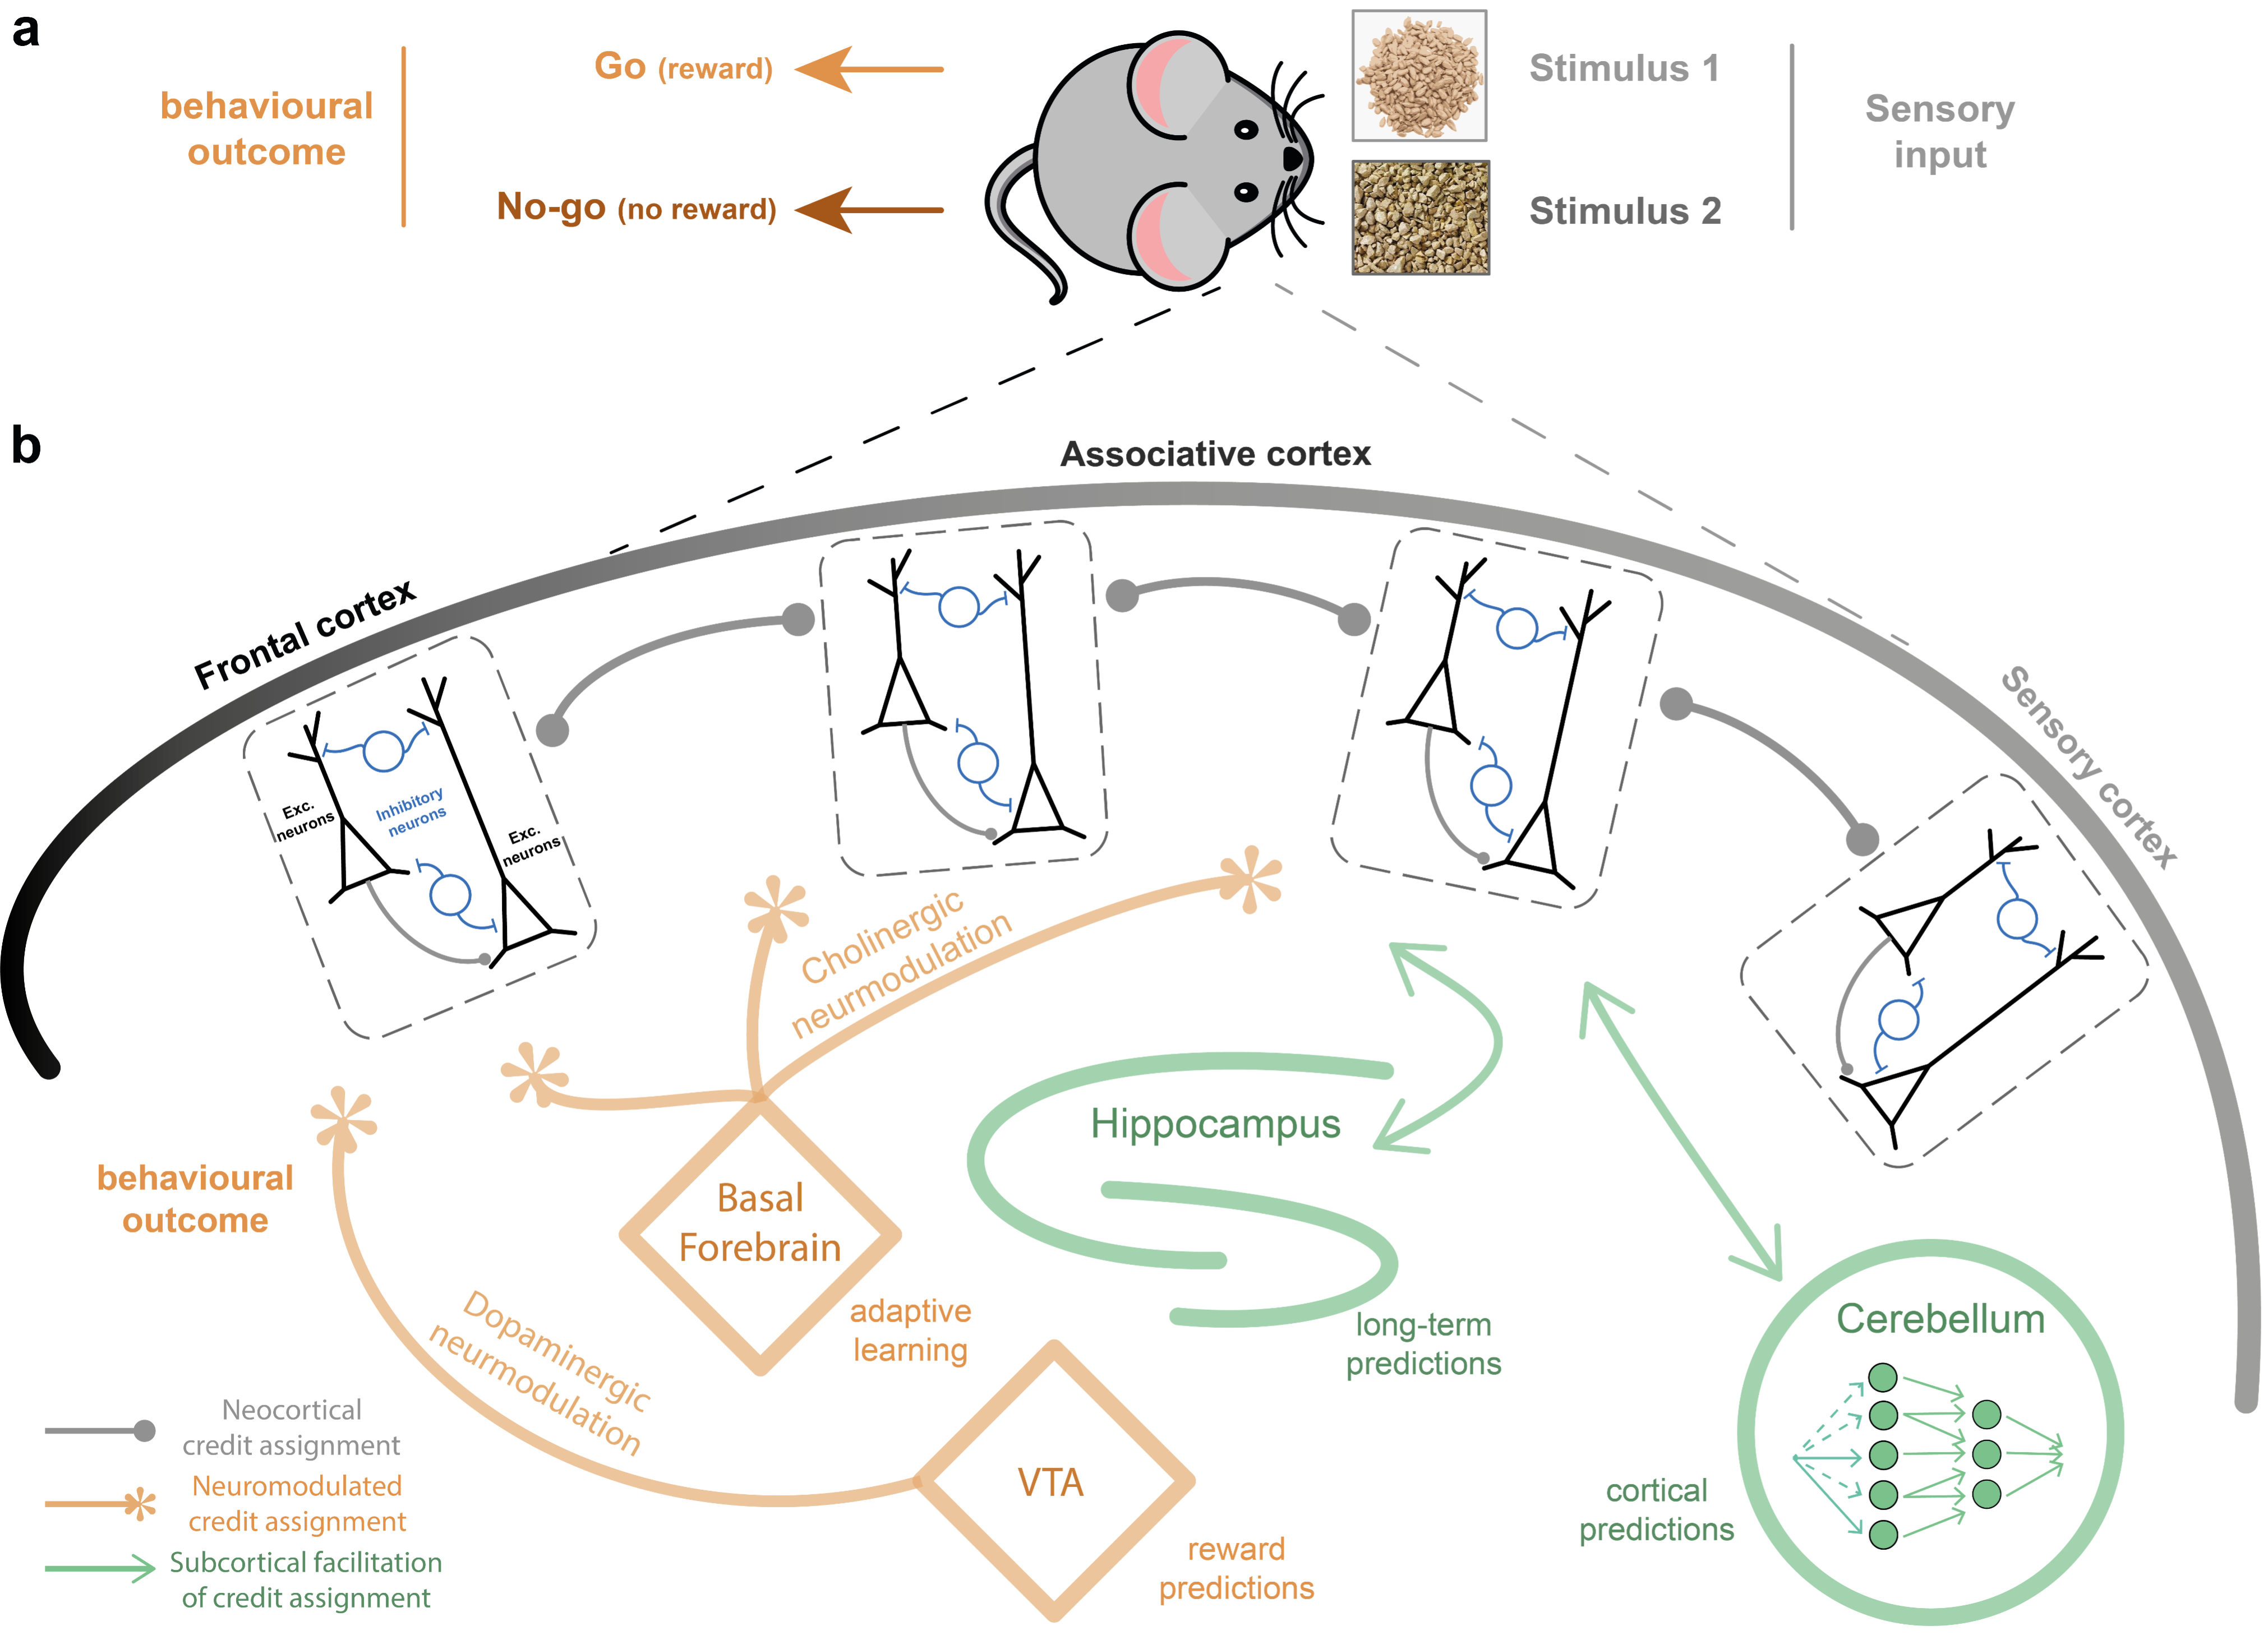 a
behavioural
outcome
Go (reward)
No-go (no reward)
Stimulus 1
Stimulus 2
Sensory
input
b
Associative cortex
Frontal cortex
Sensory cortex
Exc.
neurons
Inhibitory
neurons
Exc.
neurons
Cholinergic
neurmodulation
behavioural
outcome
Basal
Forebrain
adaptive
learning
Hippocampus
long-term
predictions
Dopaminergic
neurmodulation
VTA
reward
predictions
Cerebellum
cortical
predictions
Neocortical
credit assignment
Neuromodulated
credit assignment
Subcortical facilitation
of credit assignment